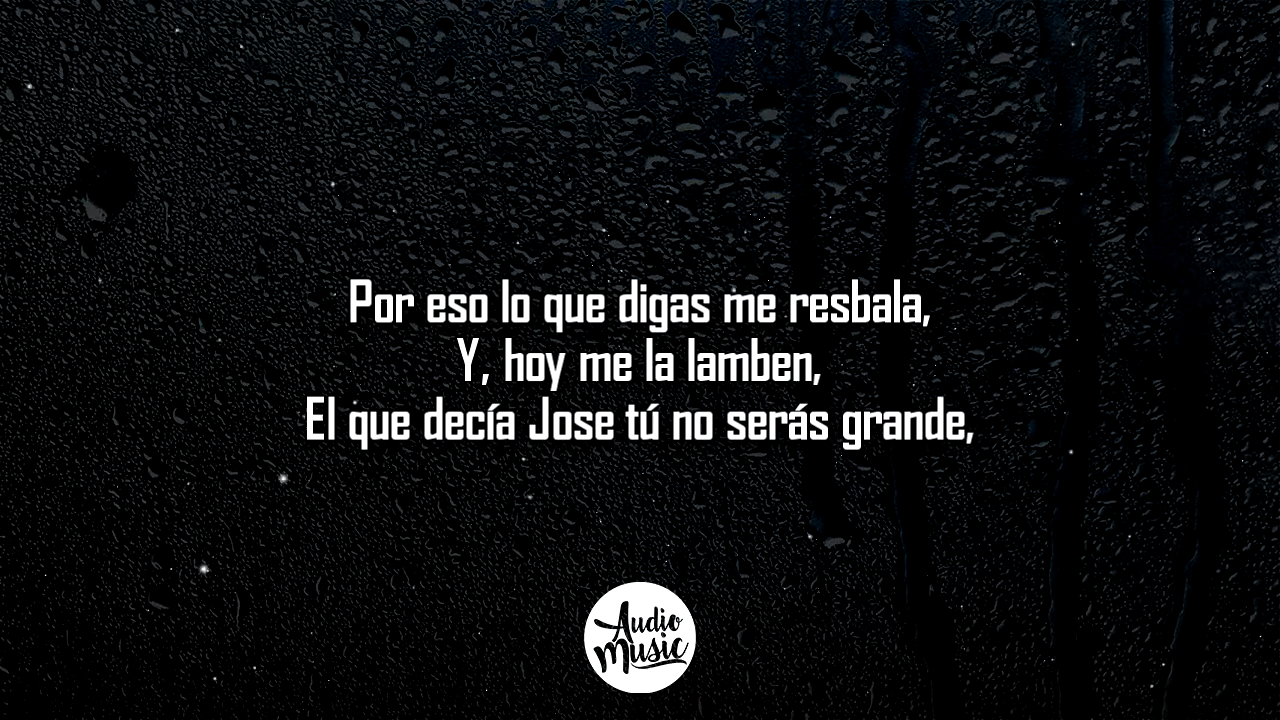 Por eso lo que digas me resbala,
Y, hoy me la lamben,
El que decía Jose tú no serás grande,
Audio
Music